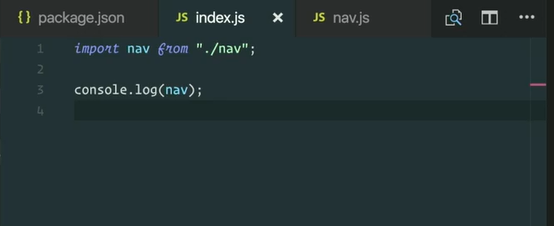 {} package.json JS index.js × JS nav.js ...
1 import nav from "./nav";
2
3 console.log(nav);
4